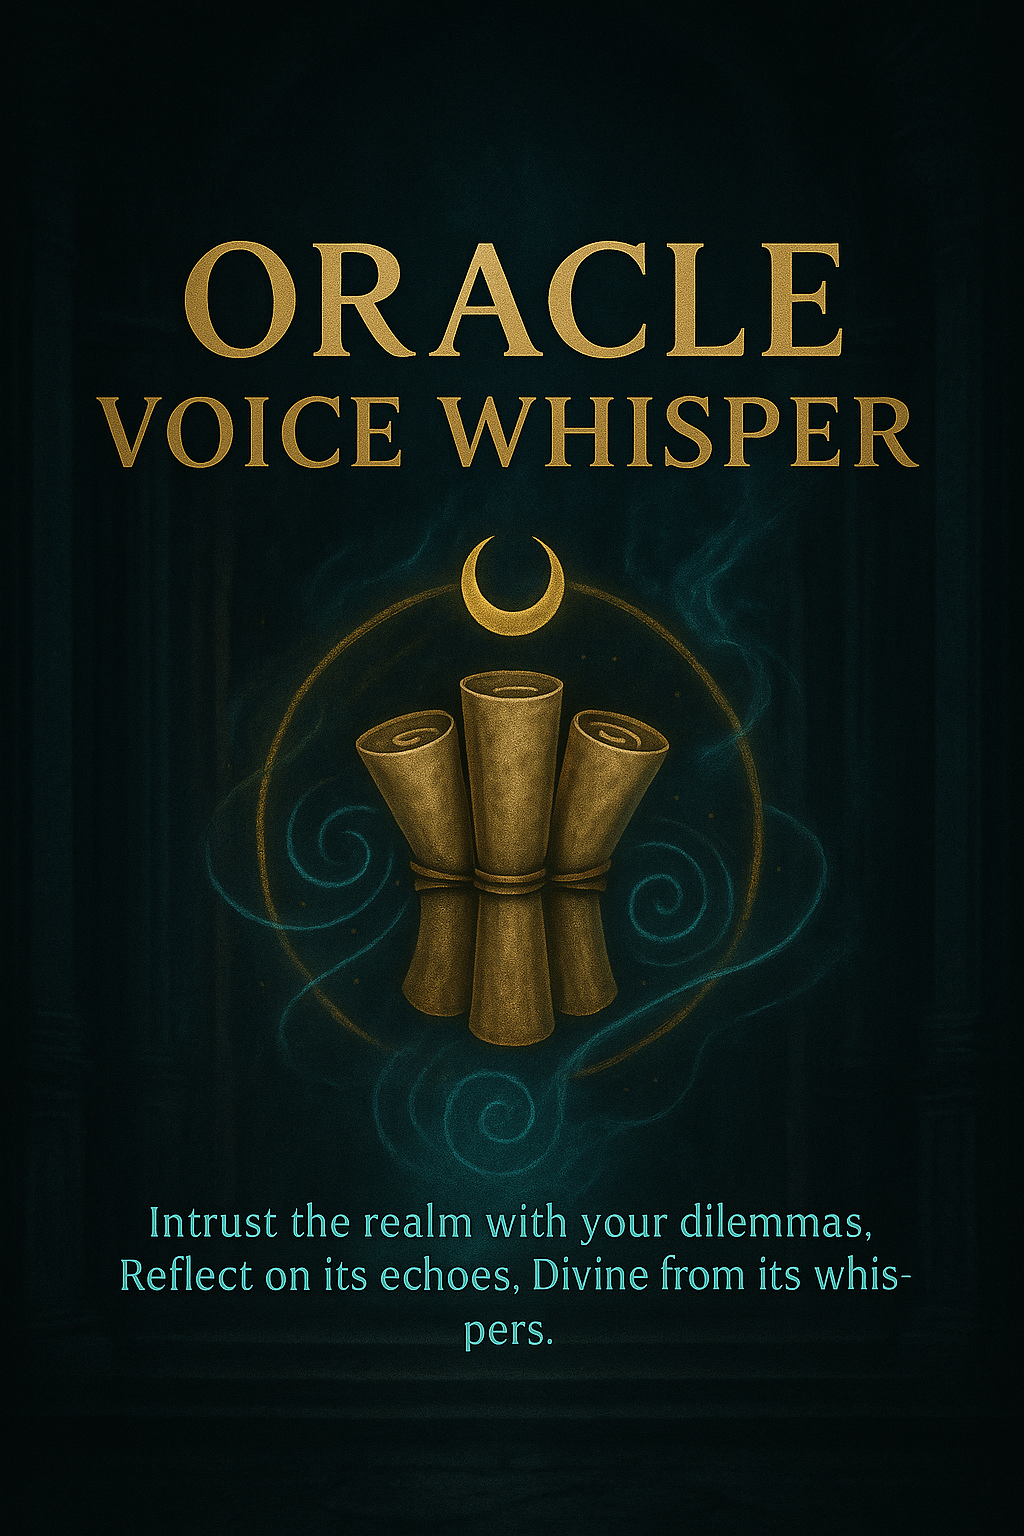 ORACLE
VOICE WHISPER
Intrust the realm with your dilemmas,
Reflect on its echoes, Divine from its whis-
pers.